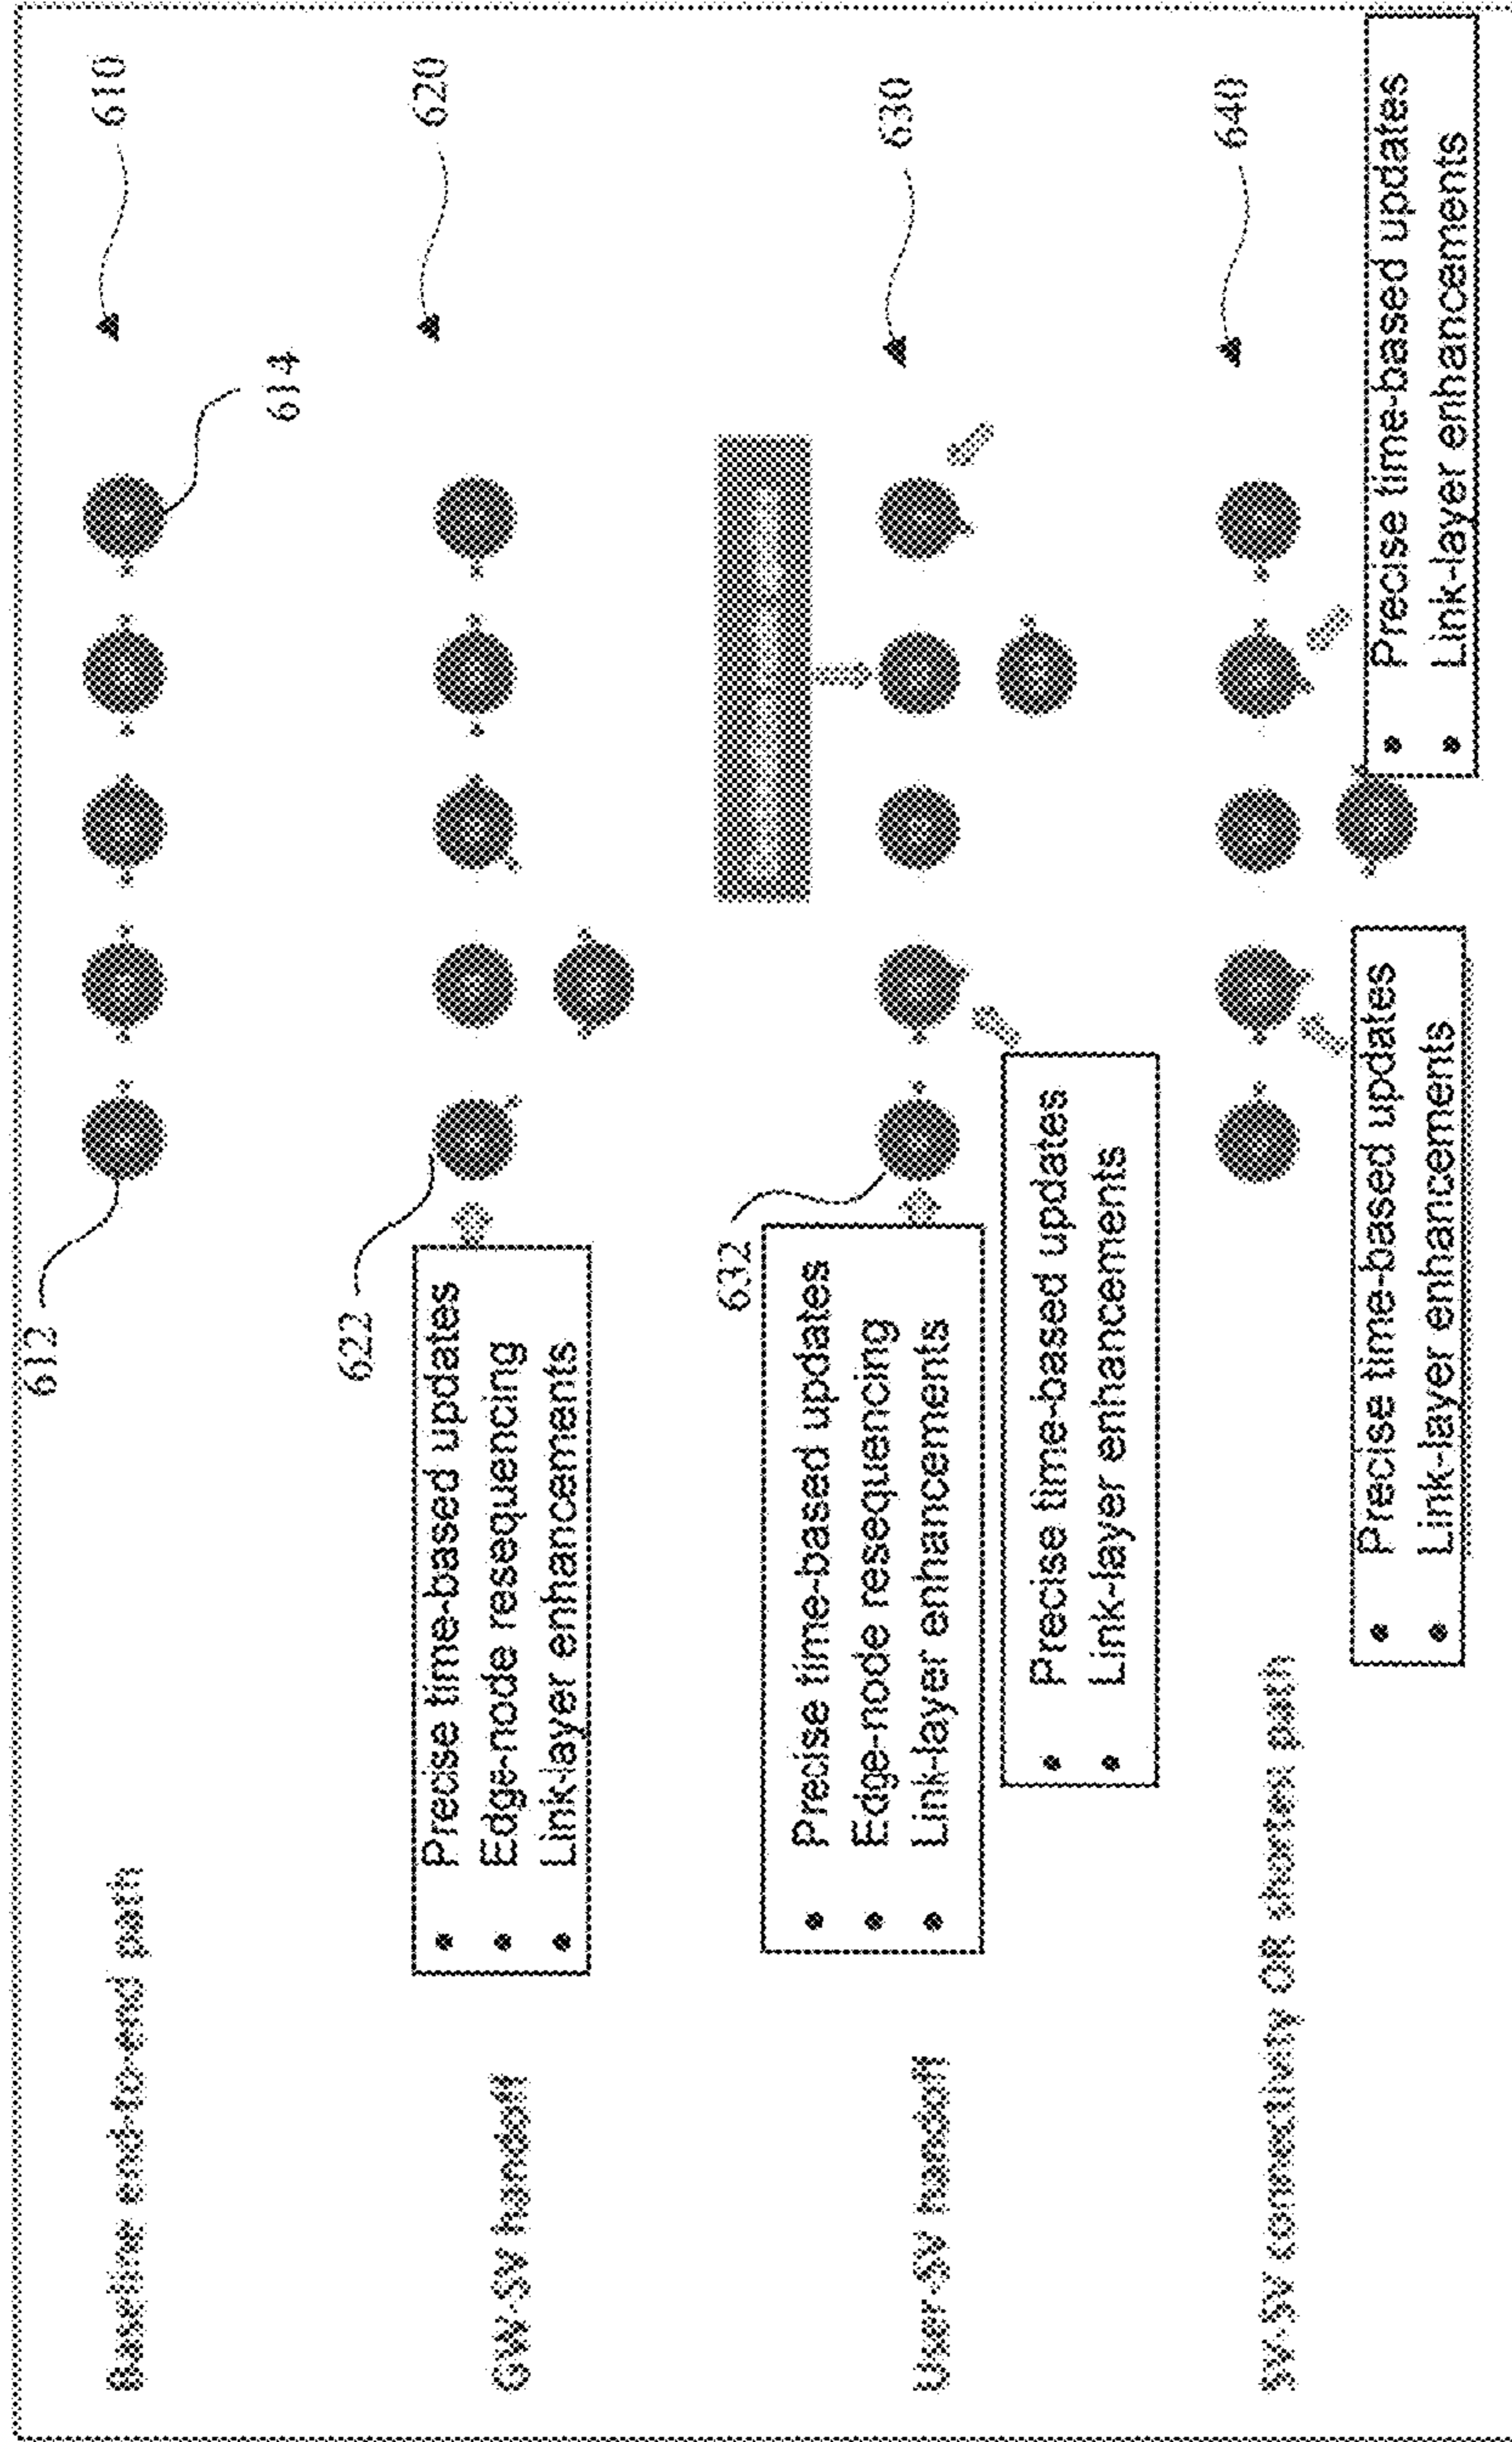 Baseline end-to-end path
612
614
610
GW-SV handoff
• Precise time-based updates
• Edge-node resequencing
• Link-layer enhancements
622
620
User-SV handoff
• Precise time-based updates
• Edge-node resequencing
• Link-layer enhancements
632
630
• Precise time-based updates
• Link-layer enhancements
SV-SV connectivity OR shortest path
640
• Precise time-based updates
• Link-layer enhancements
• Precise time-based updates
• Link-layer enhancements